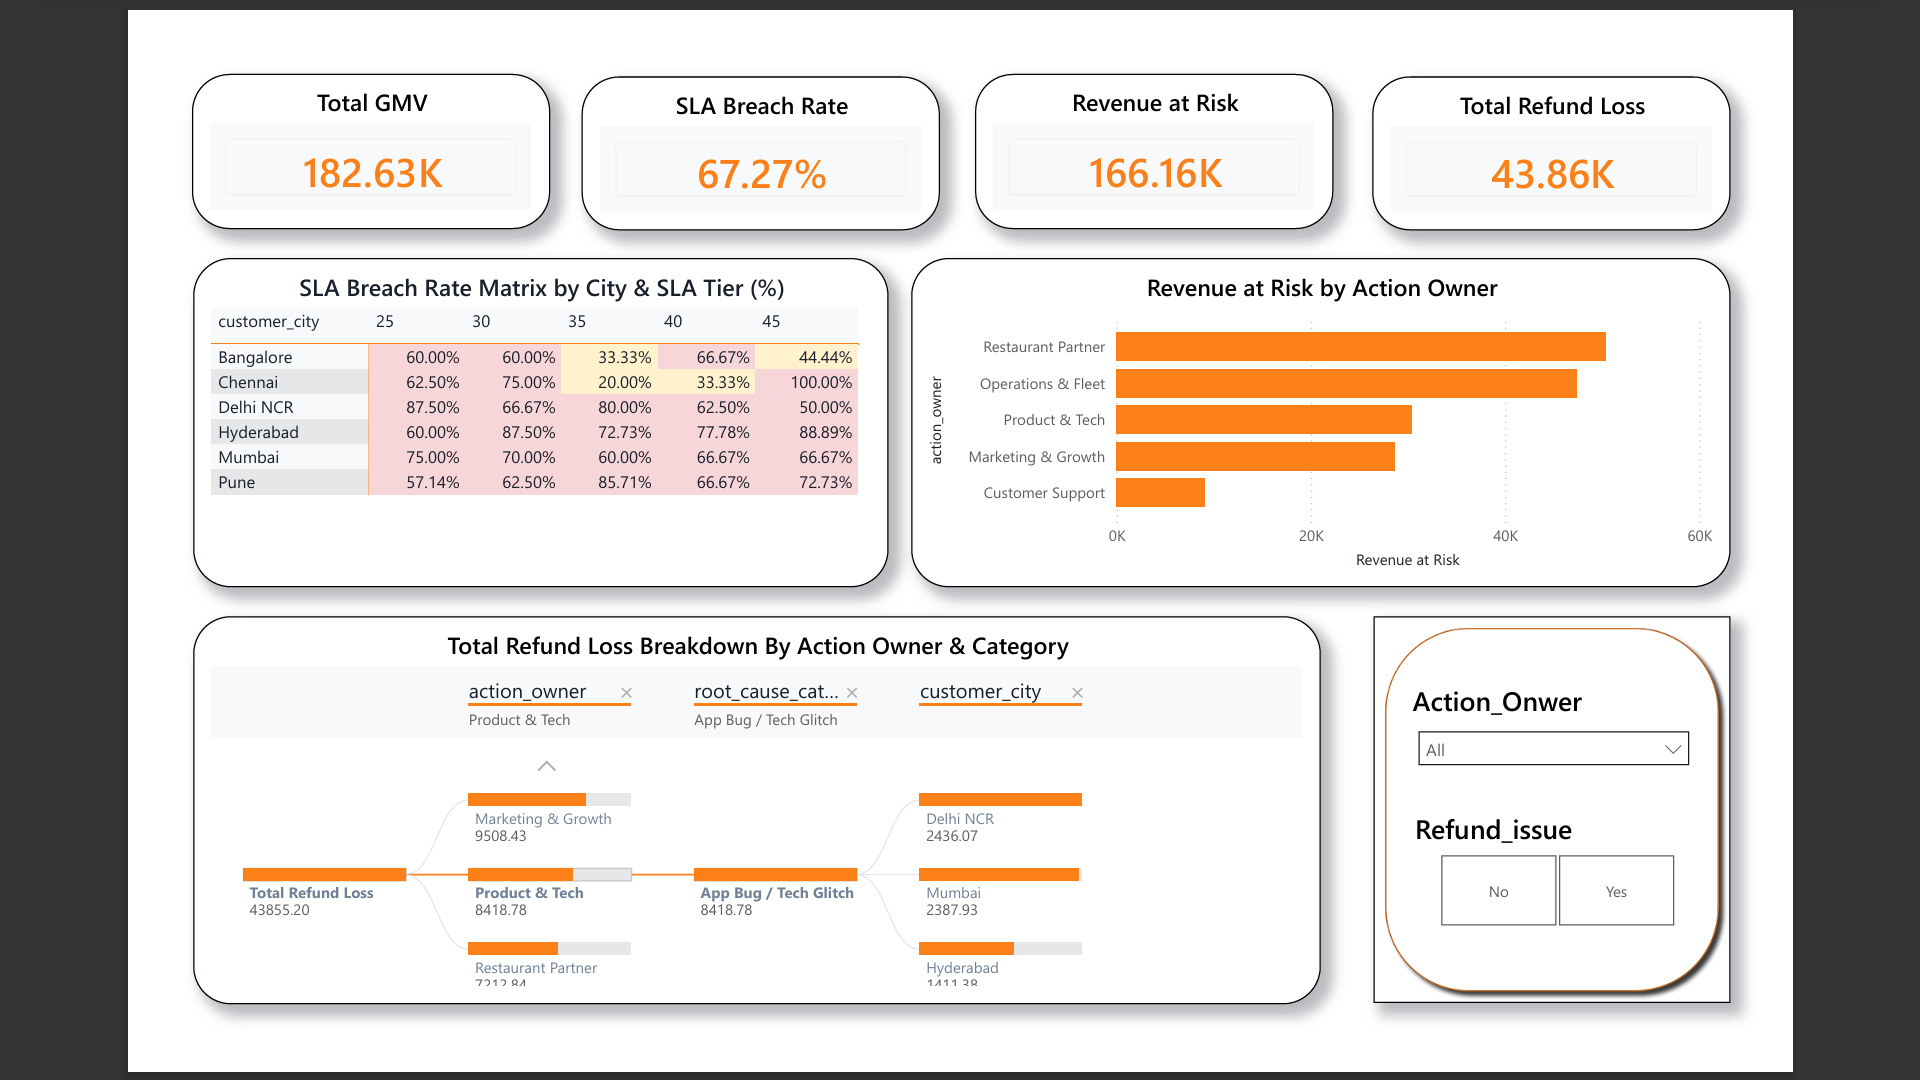 Total GMV
182.63K
SLA Breach Rate
67.27%
Revenue at Risk
166.16K
Total Refund Loss
43.86K
SLA Breach Rate Matrix by City & SLA Tier (%)
customer_city 25 30 35 40 45
Bangalore 60.00% 60.00% 33.33% 66.67% 44.44%
Chennai 62.50% 75.00% 20.00% 33.33% 100.00%
Delhi NCR 87.50% 66.67% 80.00% 62.50% 50.00%
Hyderabad 60.00% 87.50% 72.73% 77.78% 88.89%
Mumbai 75.00% 70.00% 60.00% 66.67% 66.67%
Pune 57.14% 62.50% 85.71% 66.67% 72.73%
Revenue at Risk by Action Owner
action_owner
Restaurant Partner
Operations & Fleet
Product & Tech
Marketing & Growth
Customer Support
0K 20K 40K 60K
Revenue at Risk
Total Refund Loss Breakdown By Action Owner & Category
action_owner root_cause_cat... customer_city
Product & Tech App Bug / Tech Glitch
Marketing & Growth
9508.43
Delhi NCR
2436.07
Total Refund Loss
43855.20
Product & Tech
8418.78
App Bug / Tech Glitch
8418.78
Mumbai
2387.93
Restaurant Partner
7212.84
Hyderabad
1411.38
Action_Onwer
All
Refund_issue
No Yes